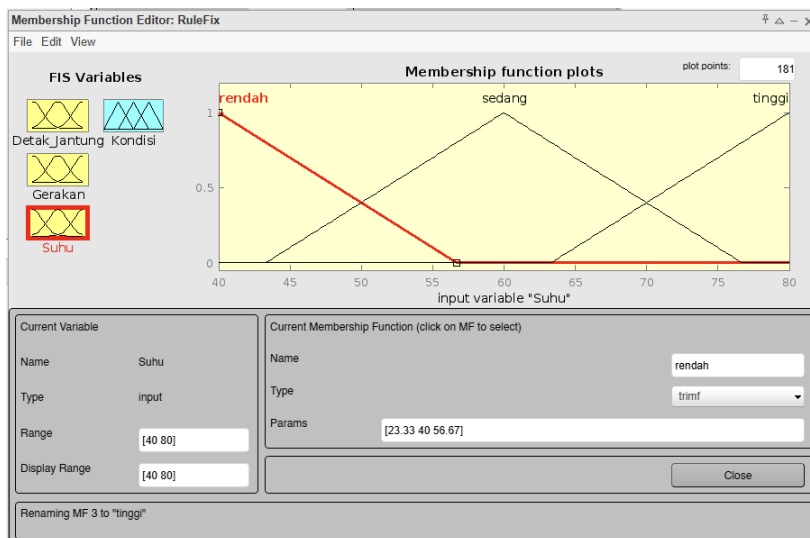 Membership Function Editor: RuleFix
File Edit View
FIS Variables
Detak_Jantung Kondisi
Gerakan
Suhu
Membership function plots
plot points: 181
rendah sedang tinggi
1
0.5
0
40 45 50 55 60 65 70 75 80
input variable "Suhu"
Current Variable
Name Suhu
Type input
Range [40 80]
Display Range [40 80]
Current Membership Function (click on MF to select)
Name rendah
Type trimf
Params [23.33 40 56.67]
Close
Renaming MF 3 to "tinggi"